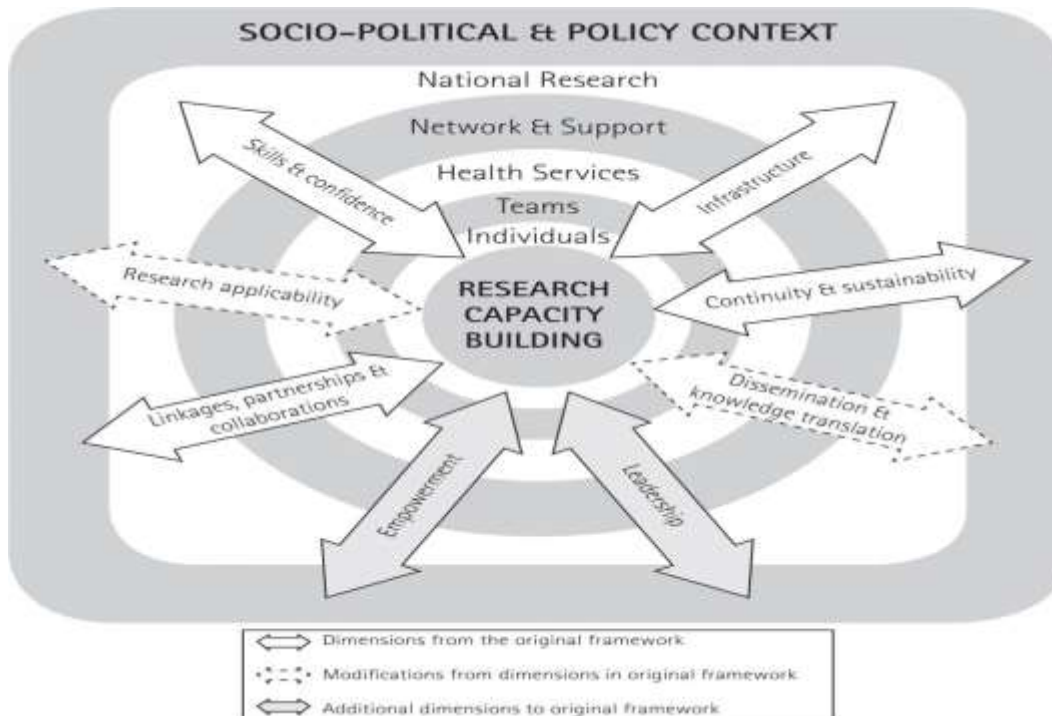 SOCIO-POLITICAL & POLICY CONTEXT
National Research
Network & Support
Health Services
Teams
Individuals
RESEARCH
CAPACITY
BUILDING
Skills & confidence
Infrastructure
Research applicability
Continuity & sustainability
Linkages, partnerships &
collaborations
Dissemination &
knowledge translation
Empowerment
Leadership
Dimensions from the original framework
Modifications from dimensions in original framework
Additional dimensions to original framework